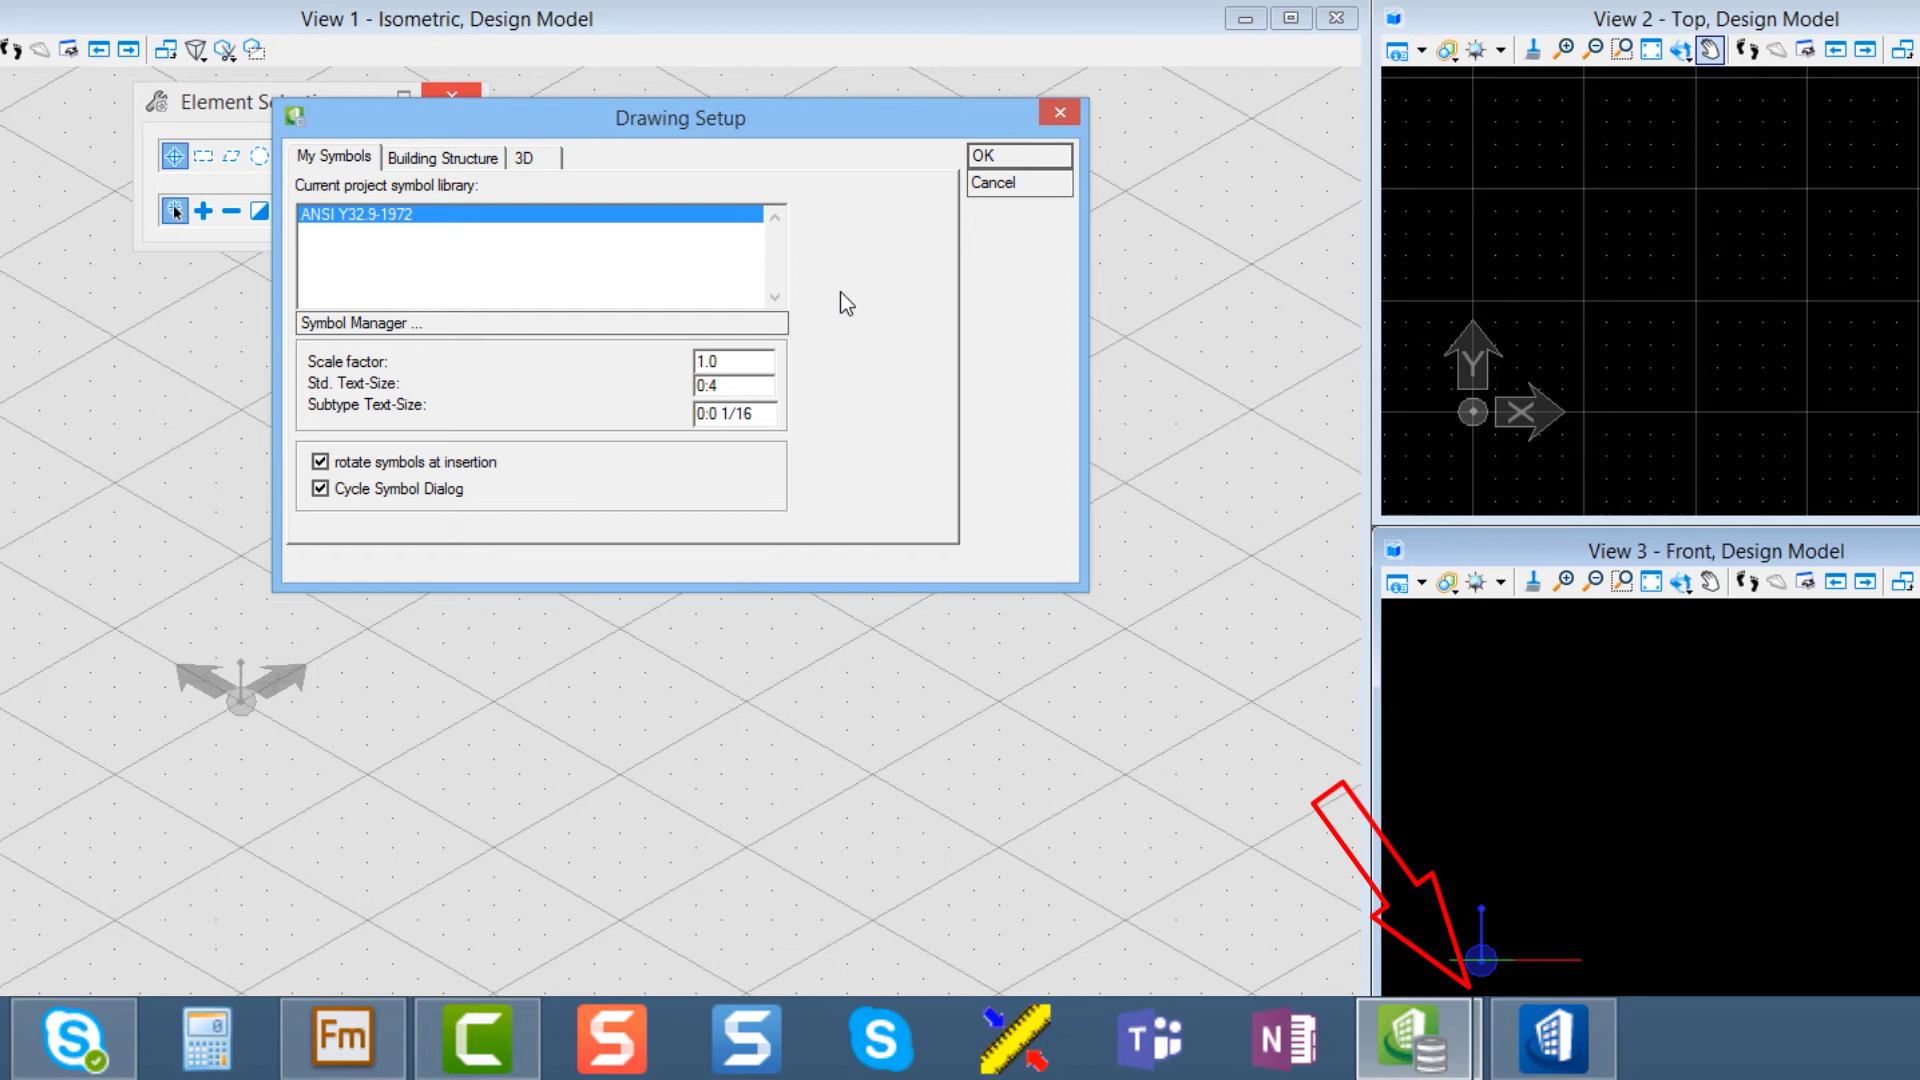 View 1 - Isometric, Design Model
View 2 - Top, Design Model
Element Selecti
Drawing Setup
My Symbols
Building Structure
3D
OK
Cancel
Current project symbol library:
ANSI Y32.9-1972
Symbol Manager ...
Scale factor:
1.0
Std. Text-Size:
0:4
Subtype Text-Size:
0:0 1/16
rotate symbols at insertion
Cycle Symbol Dialog
Y
X
View 3 - Front, Design Model
S
0
Fm
C
S
S
S
T
N